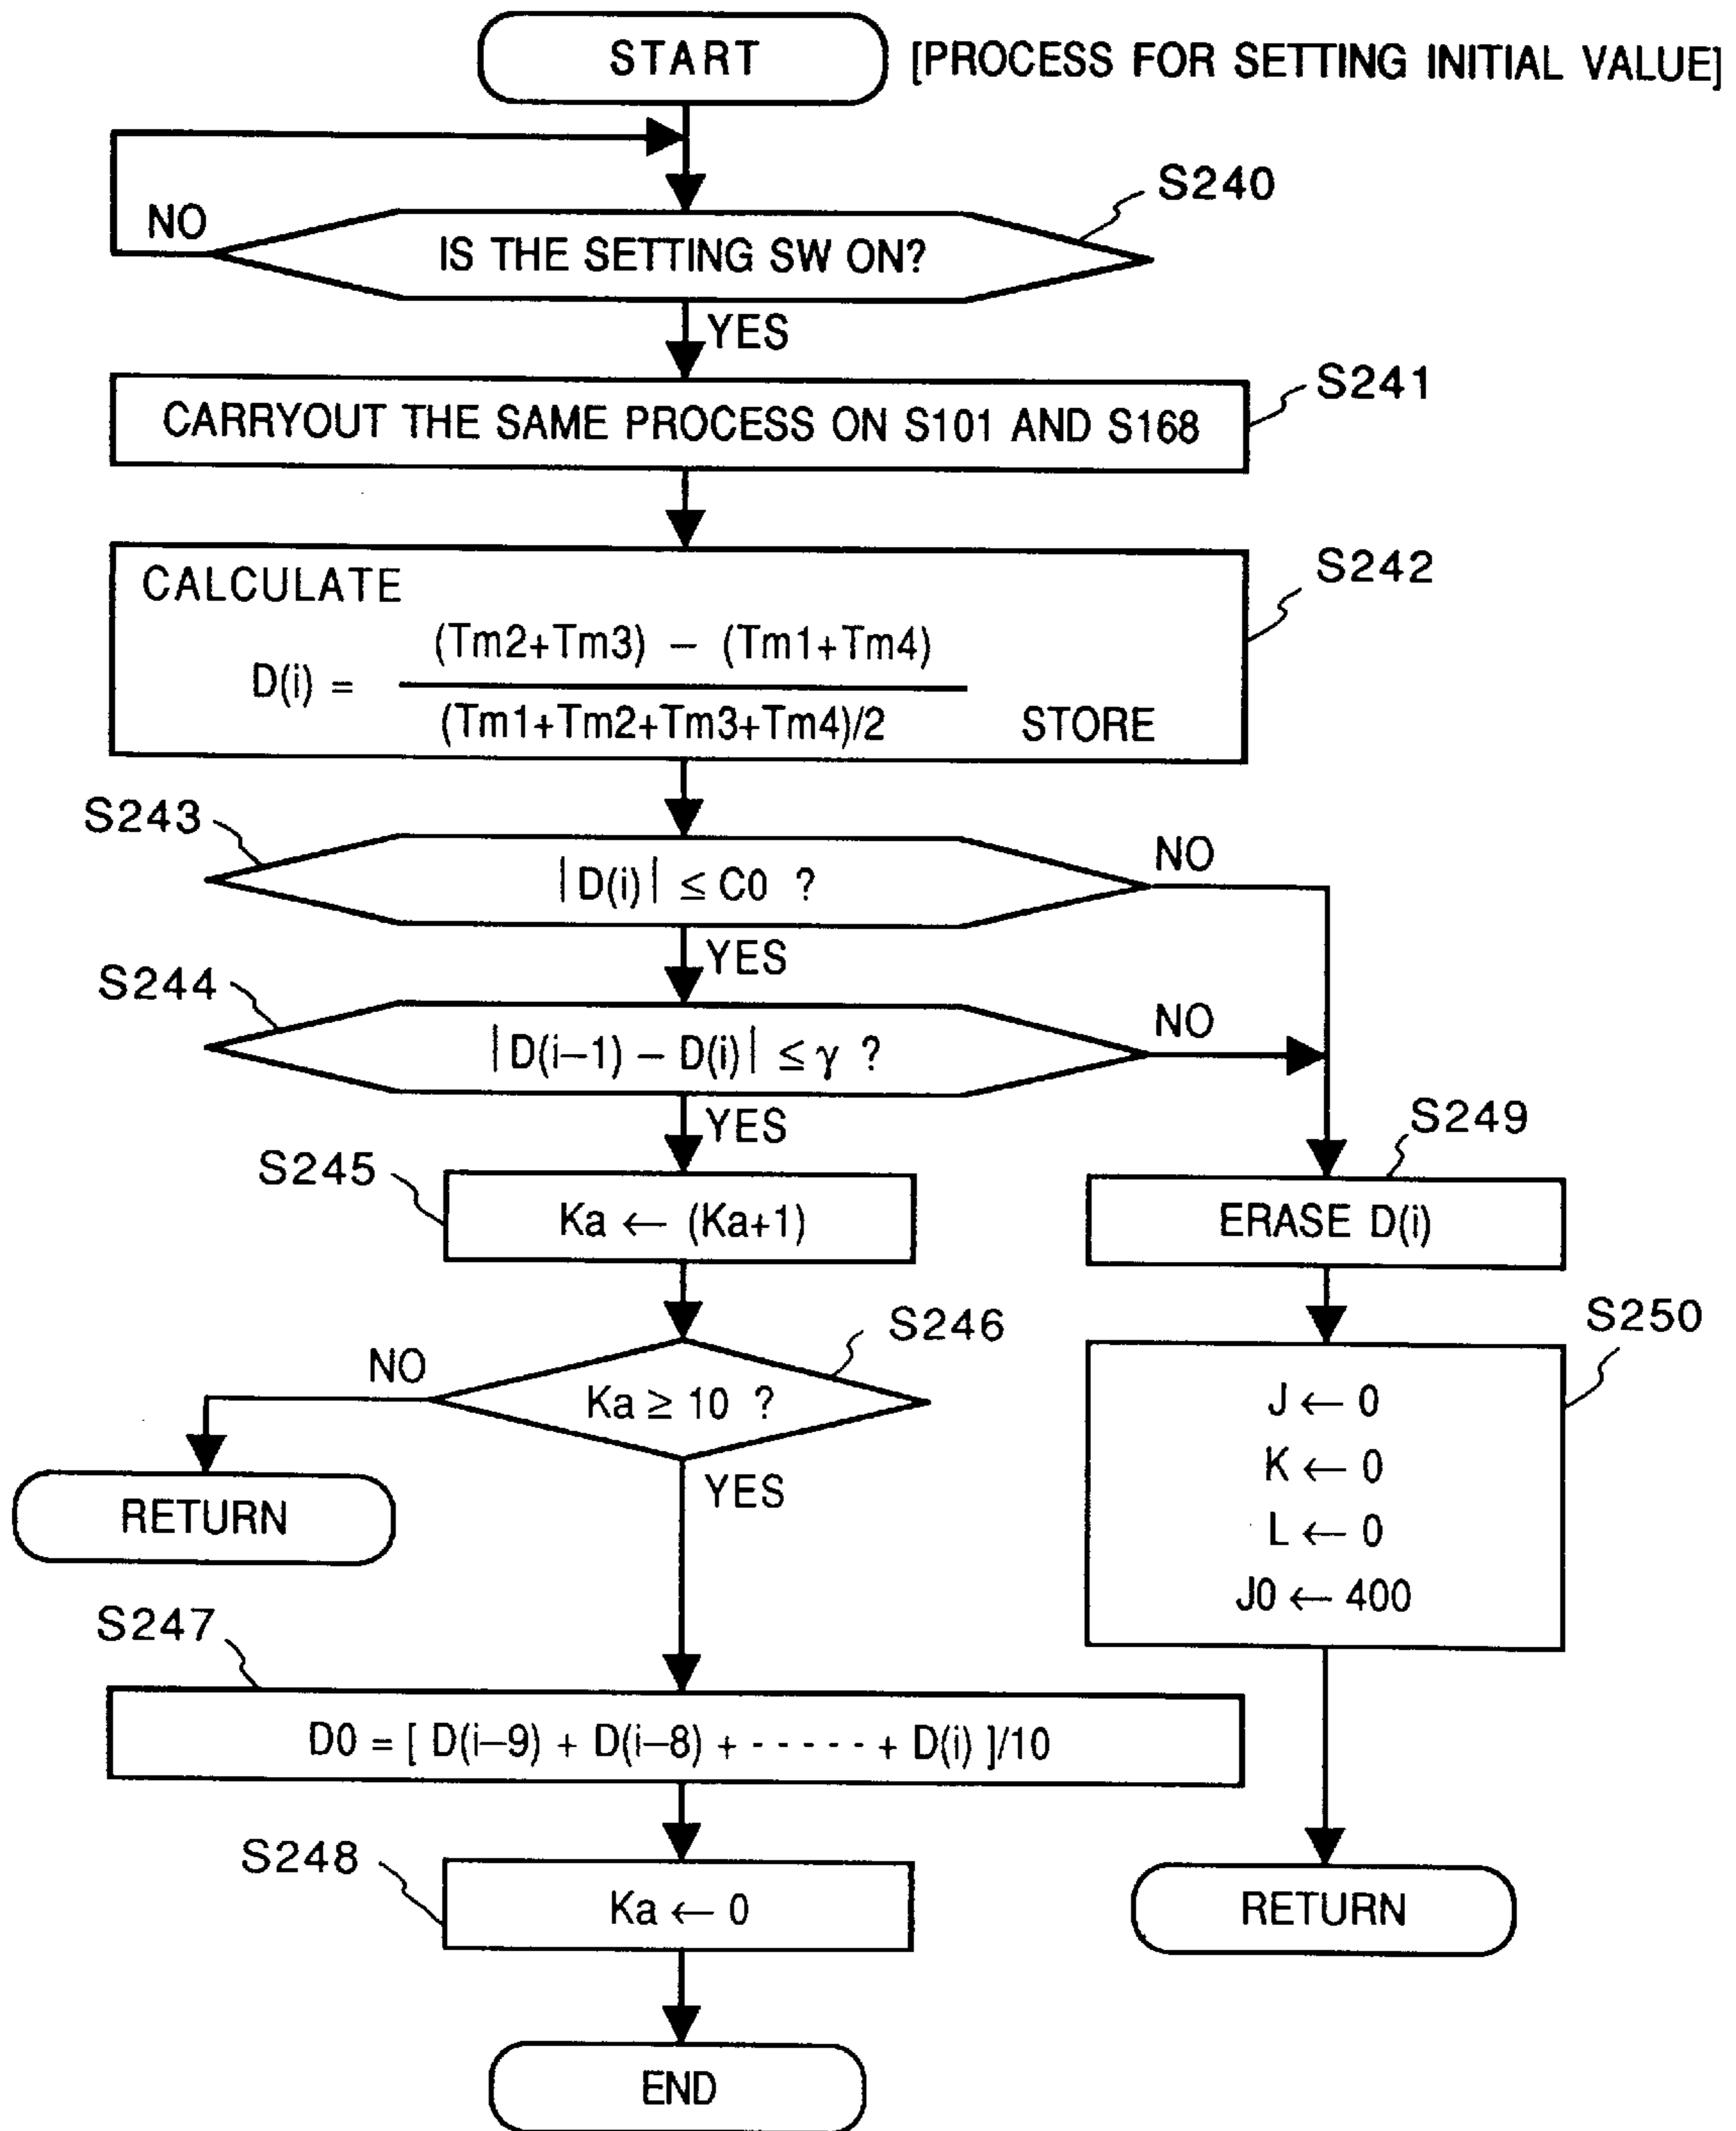 START
[PROCESS FOR SETTING INITIAL VALUE]
S240
NO
IS THE SETTING SW ON?
YES
S241
CARRYOUT THE SAME PROCESS ON S101 AND S168
S242
CALCULATE
(Tm2+Tm3) – (Tm1+Tm4)
D(i) =
(Tm1+Tm2+Tm3+Tm4)/2 STORE
S243
NO
|D(i)| ≤ C0 ?
YES
S244
NO
|D(i–1) – D(i)| ≤ γ ?
YES
S249
S245
Ka ← (Ka+1)
ERASE D(i)
S246
S250
NO
Ka ≥ 10 ?
J ← 0
K ← 0
YES
RETURN
L ← 0
J0 ← 400
S247
D0 = [ D(i–9) + D(i–8) + - - - - - + D(i) ]/10
S248
Ka ← 0
RETURN
END